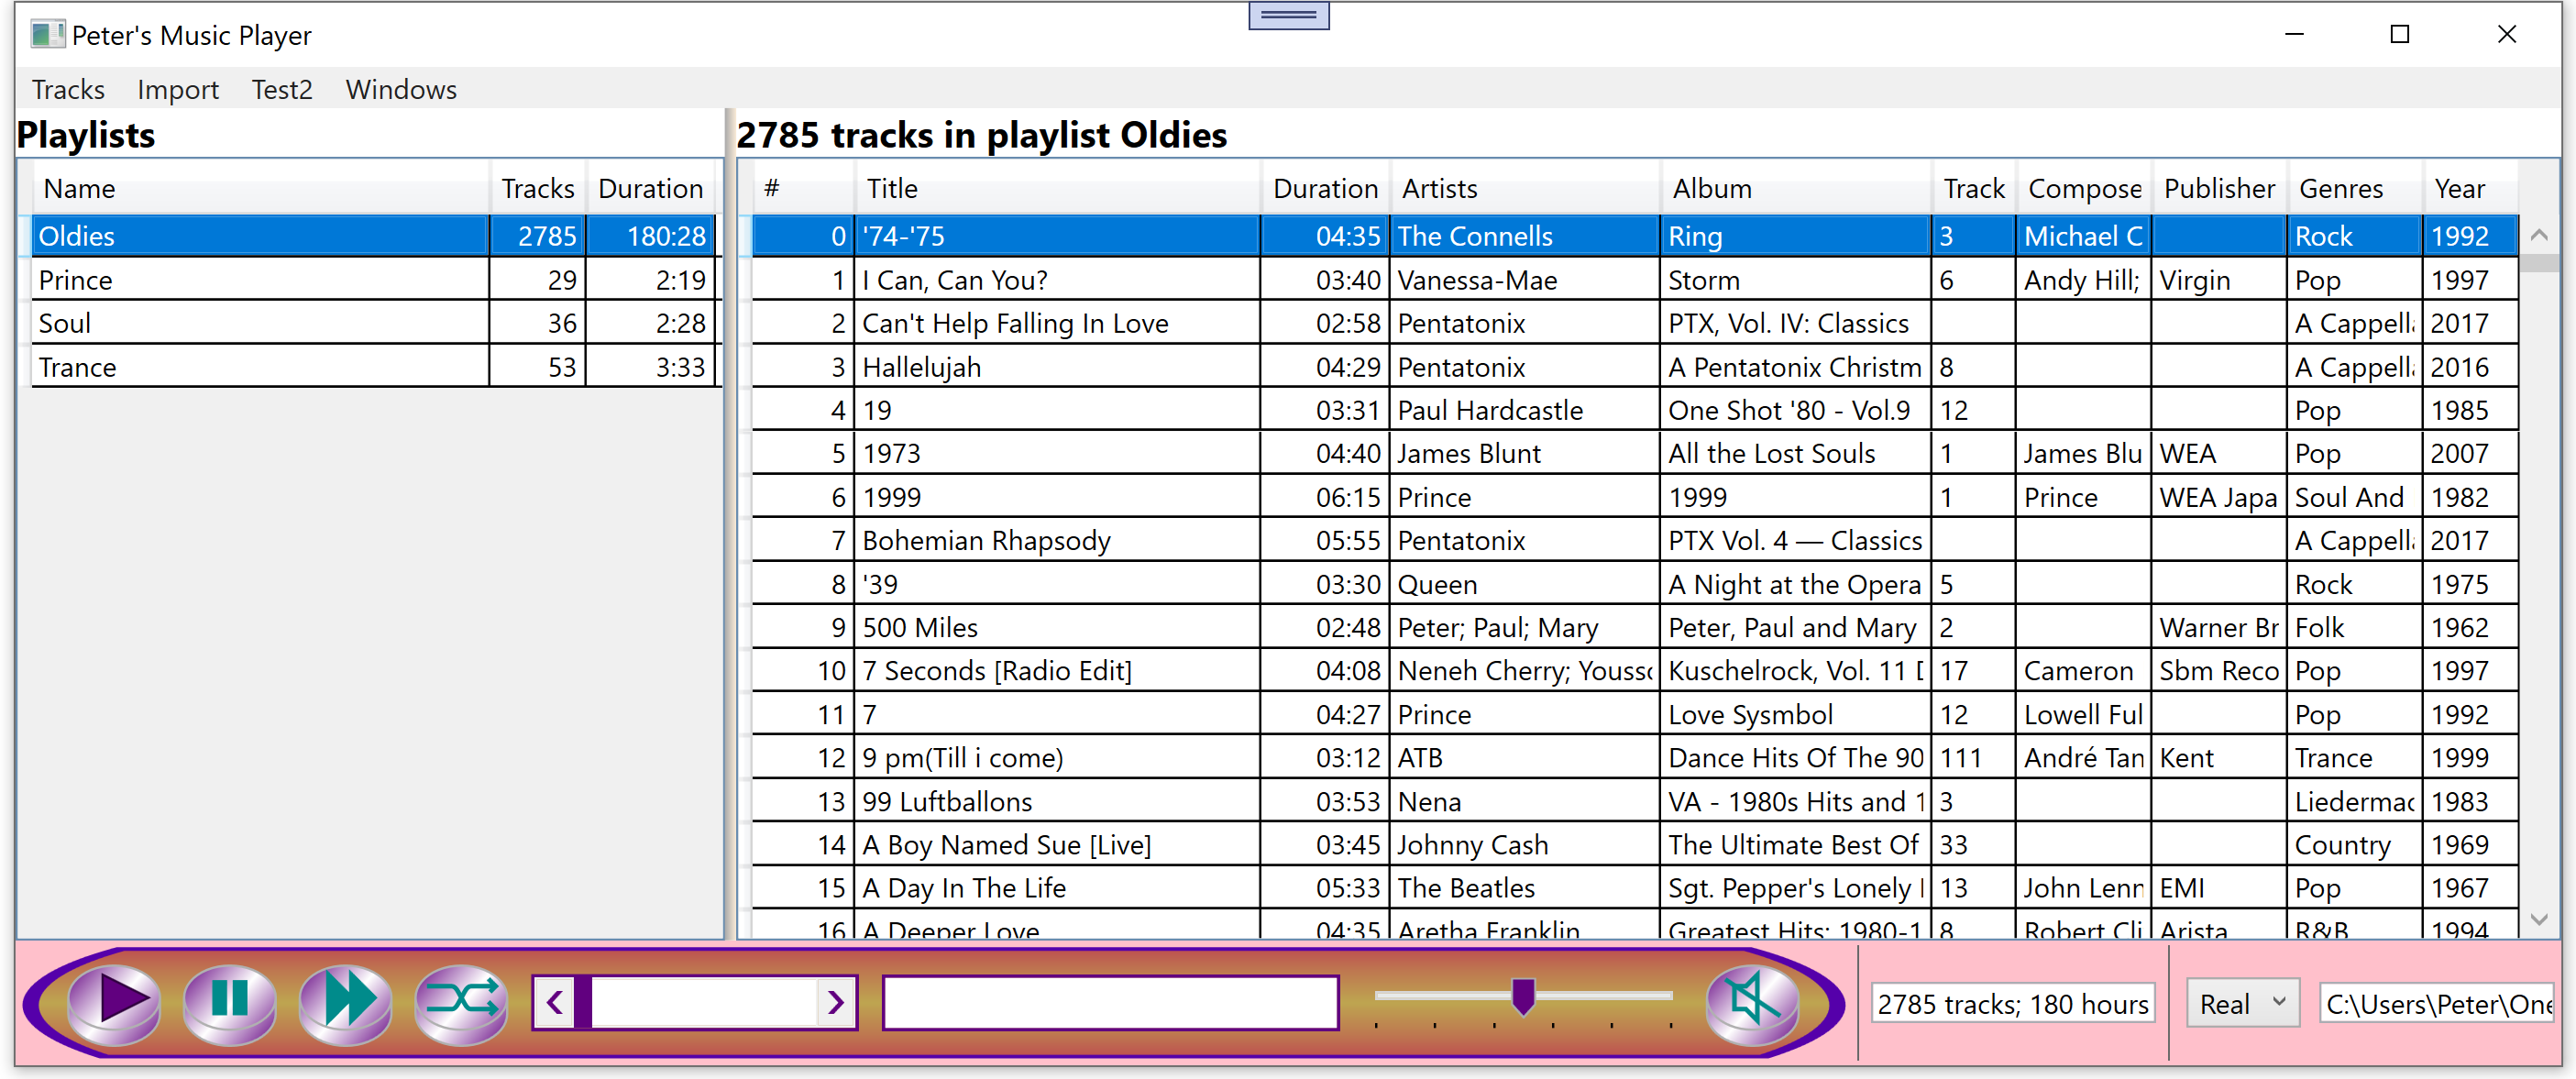 Peter's Music Player
Tracks Import Test2 Windows
Playlists
Name Tracks Duration
Oldies 2785 180:28
Prince 29 2:19
Soul 36 2:28
Trance 53 3:33
2785 tracks in playlist Oldies
# Title Duration Artists Album Track Compose Publisher Genres Year
0 '74-'75 04:35 The Connells Ring 3 Michael C Rock 1992
1 I Can, Can You? 03:40 Vanessa-Mae Storm 6 Andy Hill; Virgin Pop 1997
2 Can't Help Falling In Love 02:58 Pentatonix PTX, Vol. IV: Classics A Cappell 2017
3 Hallelujah 04:29 Pentatonix A Pentatonix Christm 8 A Cappell 2016
4 19 03:31 Paul Hardcastle One Shot '80 - Vol.9 12 Pop 1985
5 1973 04:40 James Blunt All the Lost Souls 1 James Blu WEA Pop 2007
6 1999 06:15 Prince 1999 1 Prince WEA Japa Soul And 1982
7 Bohemian Rhapsody 05:55 Pentatonix PTX Vol. 4 — Classics A Cappell 2017
8 '39 03:30 Queen A Night at the Opera 5 Rock 1975
9 500 Miles 02:48 Peter; Paul; Mary Peter, Paul and Mary 2 Warner Br Folk 1962
10 7 Seconds [Radio Edit] 04:08 Neneh Cherry; Yousso Kuschelrock, Vol. 11 17 Cameron Sbm Reco Pop 1997
11 7 04:27 Prince Love Sysmbol 12 Lowell Ful Pop 1992
12 9 pm(Till i come) 03:12 ATB Dance Hits Of The 90 111 André Tan Kent Trance 1999
13 99 Luftballons 03:53 Nena VA - 1980s Hits and 1 3 Liedermac 1983
14 A Boy Named Sue [Live] 03:45 Johnny Cash The Ultimate Best Of 33 Country 1969
15 A Day In The Life 05:33 The Beatles Sgt. Pepper's Lonely 13 John Lenn EMI Pop 1967
16 A Deeper Love 04:35 Aretha Franklin Greatest Hits: 1980-1 8 Robert Cli Arista R&B 1994
2785 tracks; 180 hours Real C:\Users\Peter\One